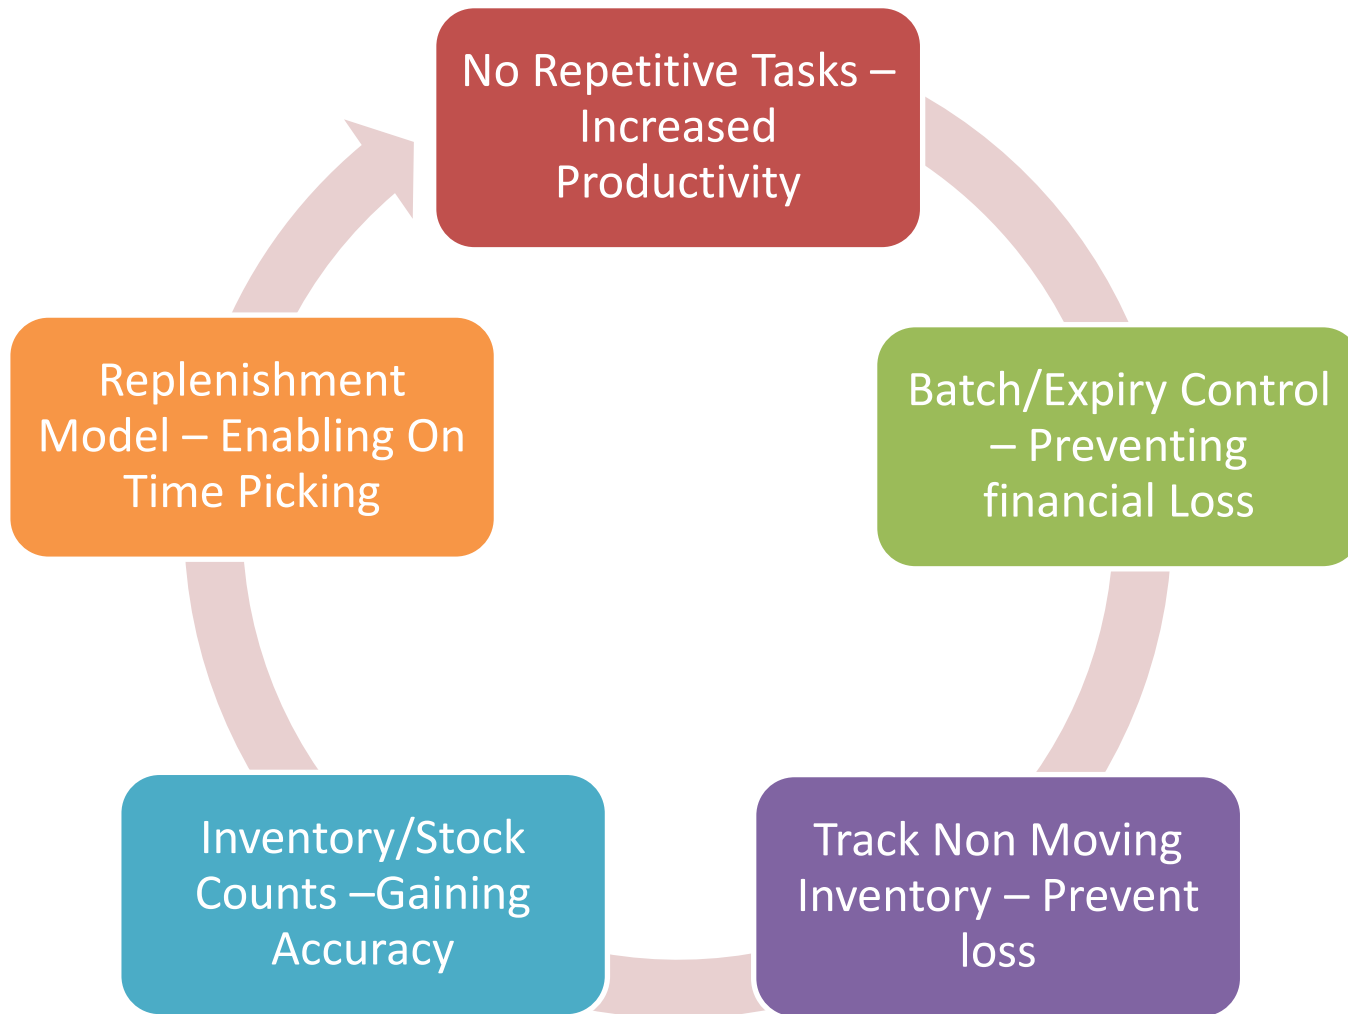 No Repetitive Tasks –
Increased
Productivity
Batch/Expiry Control
– Preventing
financial Loss
Track Non Moving
Inventory – Prevent
loss
Inventory/Stock
Counts –Gaining
Accuracy
Replenishment
Model – Enabling On
Time Picking